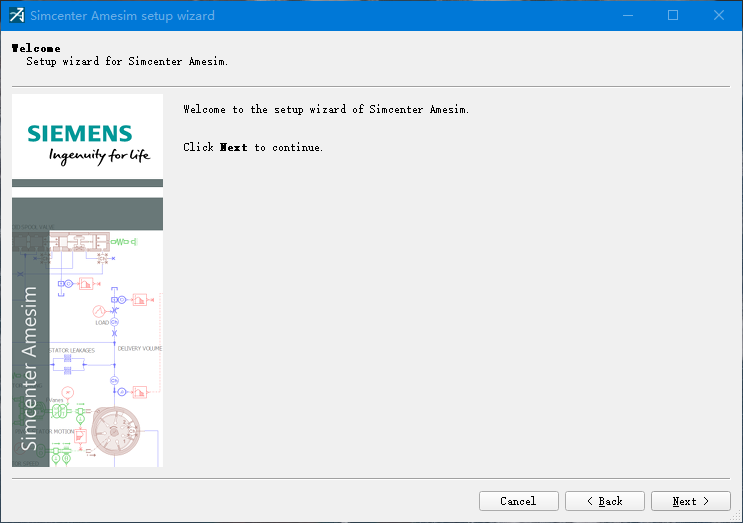 Simcenter Amesim setup wizard
Welcome
Setup wizard for Simcenter Amesim.
SIEMENS
Ingenuity for life
Welcome to the setup wizard of Simcenter Amesim.
Click Next to continue.
LOAD
STATOR LEAKAGES
DELIVERY VOLUME
MOTION
Simcenter Amesim
Cancel
< Back
Next >